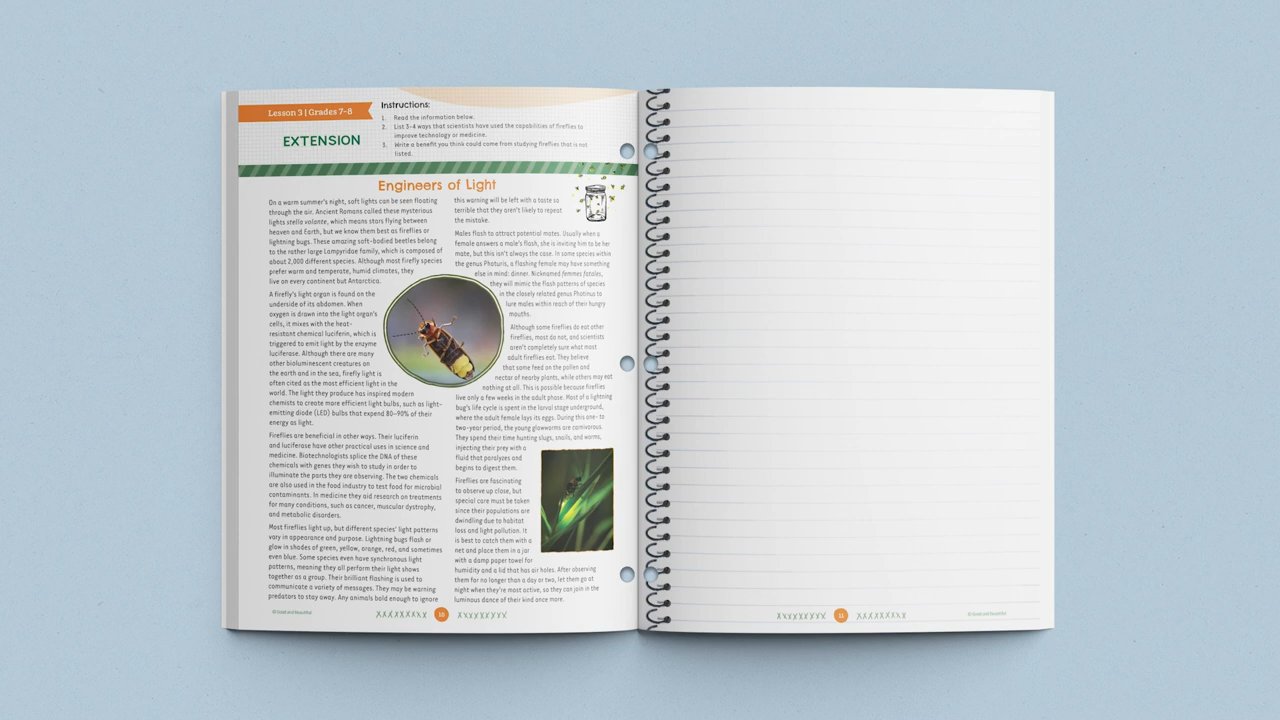 Lesson 3 | Grades 7–8
EXTENSION
Instructions:
1. Read the information below.
2. List 3–4 ways that scientists have used the capabilities of fireflies to
improve technology or medicine.
3. Write a benefit you think could come from studying fireflies that is not
listed.
Engineers of Light
On a warm summer's night, soft lights can be seen floating
through the air. Ancient Romans called these mysterious
lights stella volante, which means stars flying between
heaven and Earth, but we know them best as fireflies or
lightning bugs. These amazing soft-bodied beetles belong
to the rather large Lampyridae family, which is composed of
about 2,000 different species. Although most firefly species
prefer warm and temperate, humid climates, they
live on every continent but Antarctica.
A firefly's light organ is found on the
underside of its abdomen. When
oxygen is drawn into the light organ's
cells, it mixes with the heat-
resistant chemical luciferin, which is
triggered to emit light by the enzyme
luciferase. Although there are many
other bioluminescent creatures on
the earth and in the sea, firefly light is
often cited as the most efficient light in the
world. The light they produce has inspired modern
chemists to create more efficient light bulbs, such as light-
emitting diode (LED) bulbs that expend 80–90% of their
energy as light.
Fireflies are beneficial in other ways. Their luciferin
and luciferase have other practical uses in science and
medicine. Biotechnologists splice the DNA of these
chemicals with genes they wish to study in order to
illuminate the parts they are observing. The two chemicals
are also used in the food industry to test food for microbial
contaminants. In medicine they aid research on treatments
for many conditions, such as cancer, muscular dystrophy,
and metabolic disorders.
Most fireflies light up, but different species' light patterns
vary in appearance and purpose. Lightning bugs flash or
glow in shades of green, yellow, orange, red, and sometimes
even blue. Some species even have synchronous light
patterns, meaning they all perform their light shows
together as a group. Their brilliant flashing is used to
communicate a variety of messages. They may be warning
predators to stay away. Any animals bold enough to ignore
this warning will be left with a taste so
terrible that they aren't likely to repeat
the mistake.
Males flash to attract potential mates. Usually when a
female answers a male's flash, she is inviting him to be her
mate, but this isn't always the case. In some species within
the genus Photuris, a flashing female may have something
else in mind: dinner. Nicknamed femmes fatales,
they will mimic the flash patterns of species
in the closely related genus Photinus to
lure males within reach of their hungry
mouths.
Although some fireflies do eat other
fireflies, most do not, and scientists
aren't completely sure what most
adult fireflies eat. They believe
that some feed on the pollen and
nectar of nearby plants, while others may eat
nothing at all. This is possible because fireflies
live only a few weeks in the adult phase. Most of a lightning
bug's life cycle is spent in the larval stage underground,
where the adult female lays its eggs. During this one- to
two-year period, the young glowworms are carnivorous.
They spend their time hunting slugs, snails, and worms,
injecting their prey with a
fluid that paralyzes and
begins to digest them.
Fireflies are fascinating
to observe up close, but
special care must be taken
since their populations are
dwindling due to habitat
loss and light pollution. It
is best to catch them with a
net and place them in a jar
with a damp paper towel for
humidity and a lid that has air holes. After observing
them for no longer than a day or two, let them go at
night when they're most active, so they can join in the
luminous dance of their kind once more.
© Good and Beautiful
10
11
© Good and Beautiful